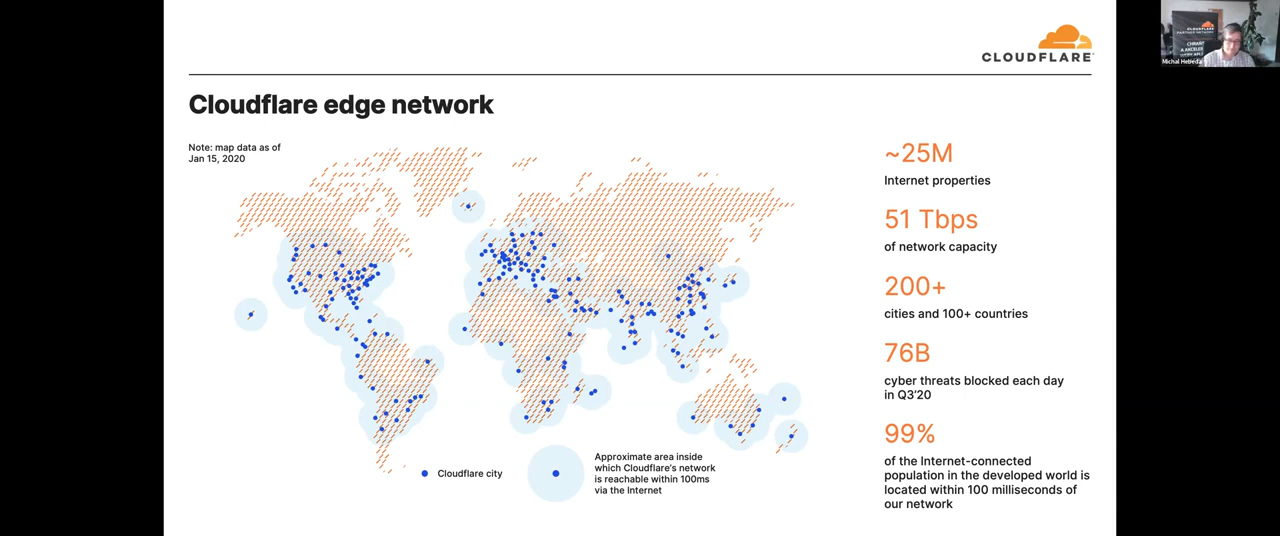 CLOUDFLARE
Cloudflare edge network
Note: map data as of
Jan 15, 2020
~25M
Internet properties
51 Tbps
of network capacity
200+
cities and 100+ countries
76B
cyber threats blocked each day
in Q3'20
99%
of the Internet-connected
population in the developed world is
located within 100 milliseconds of
our network
Cloudflare city
Approximate area inside
which Cloudflare's network
is reachable within 100ms
via the Internet
CLOUDFLARE
Michal